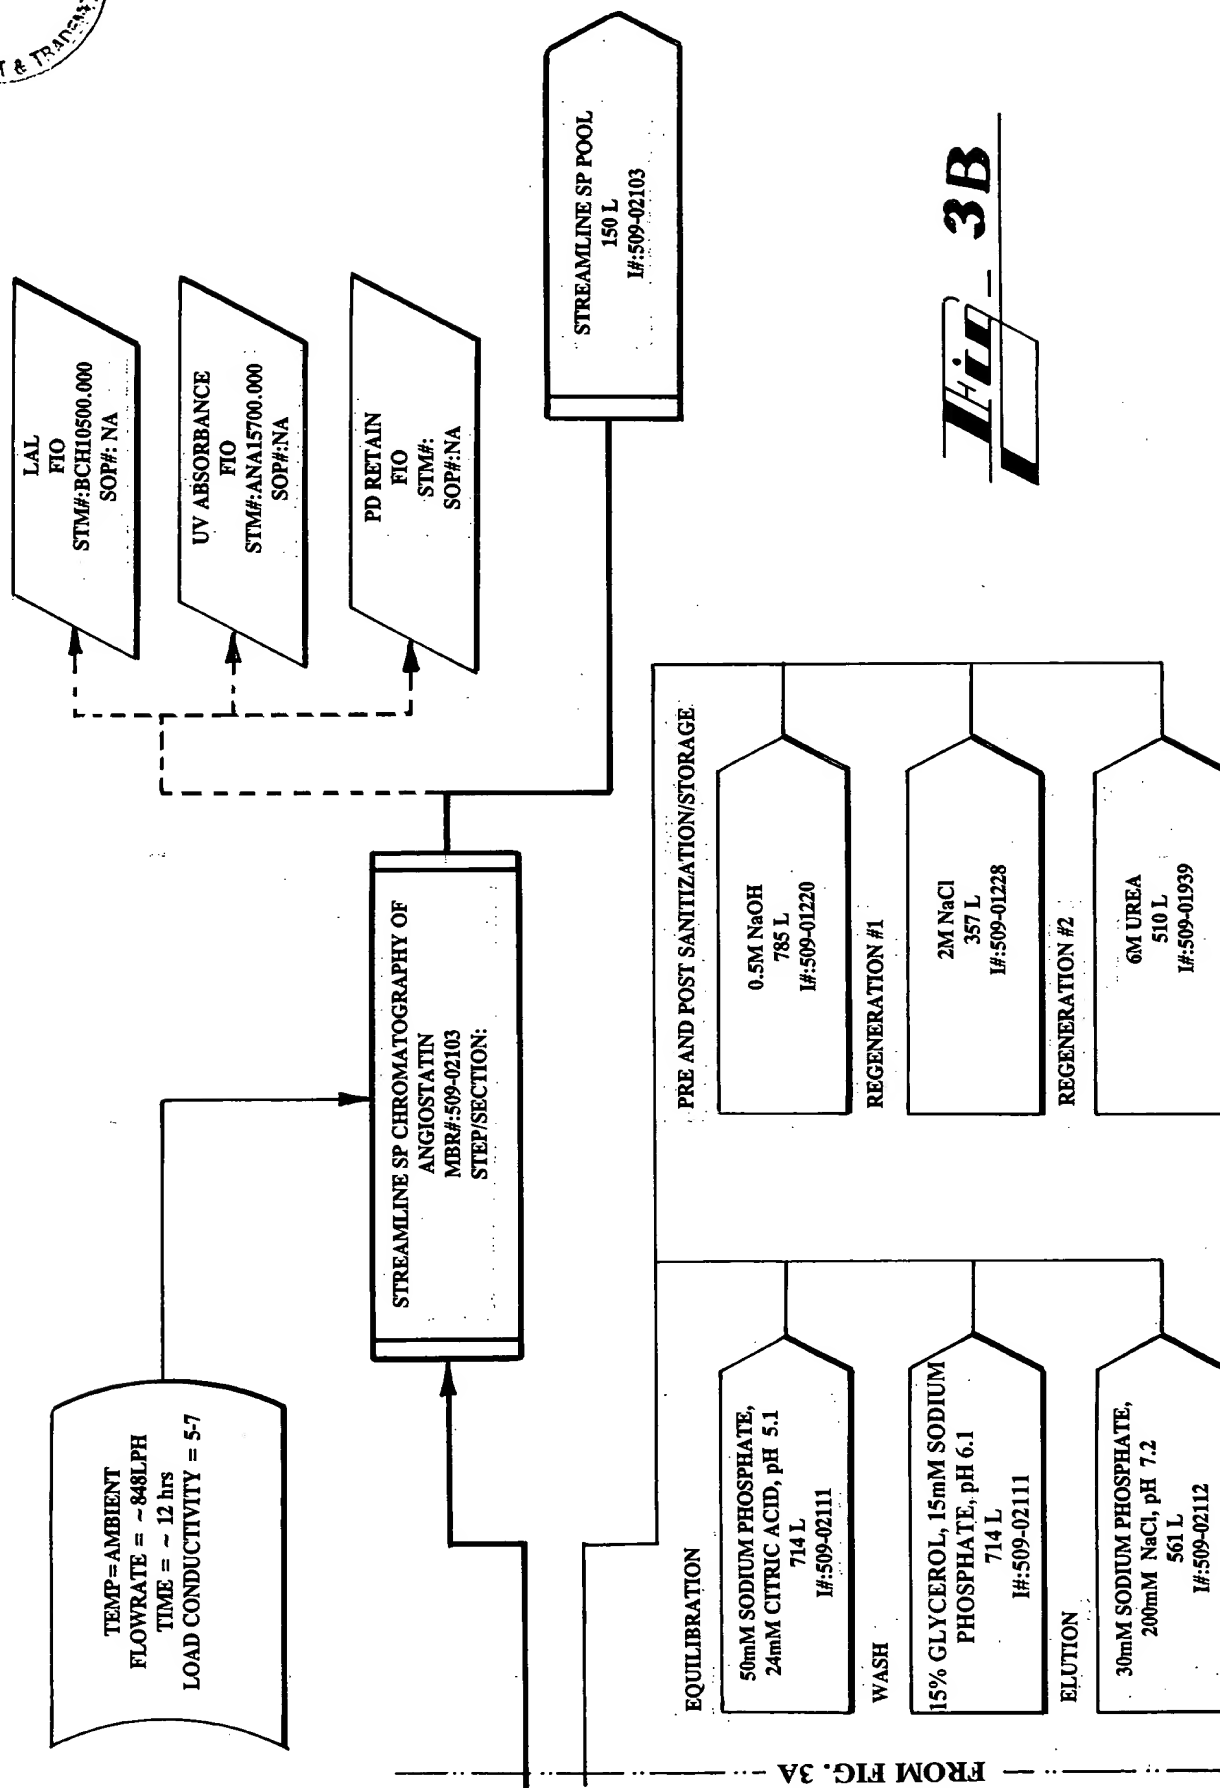 T & TRADEMA
TEMP=AMBIENT
FLOWRATE = ~848LPH
TIME = ~ 12 hrs
LOAD CONDUCTIVITY = 5-7
STREAMLINE SP CHROMATOGRAPHY OF
ANGIOSTATIN
MBR#:509-02103
STEP/SECTION:
LAL
FIO
STM#:BCH10500.000
SOP#: NA
UV ABSORBANCE
FIO
STM#:ANA15700.000
SOP#:NA
PD RETAIN
FIO
STM#:
SOP#:NA
STREAMLINE SP POOL
150 L
I#:509-02103
EQUILIBRATION
50mM SODIUM PHOSPHATE,
24mM CITRIC ACID, pH 5.1
714 L
I#:509-02111
WASH
15% GLYCEROL, 15mM SODIUM
PHOSPHATE, pH 6.1
714 L
I#:509-02111
ELUTION
30mM SODIUM PHOSPHATE,
200mM NaCl, pH 7.2
561 L
I#:509-02112
PRE AND POST SANITIZATION/STORAGE
0.5M NaOH
785 L
I#:509-01220
REGENERATION #1
2M NaCl
357 L
I#:509-01228
REGENERATION #2
6M UREA
510 L
I#:509-01939
FROM FIG. 3A
3B